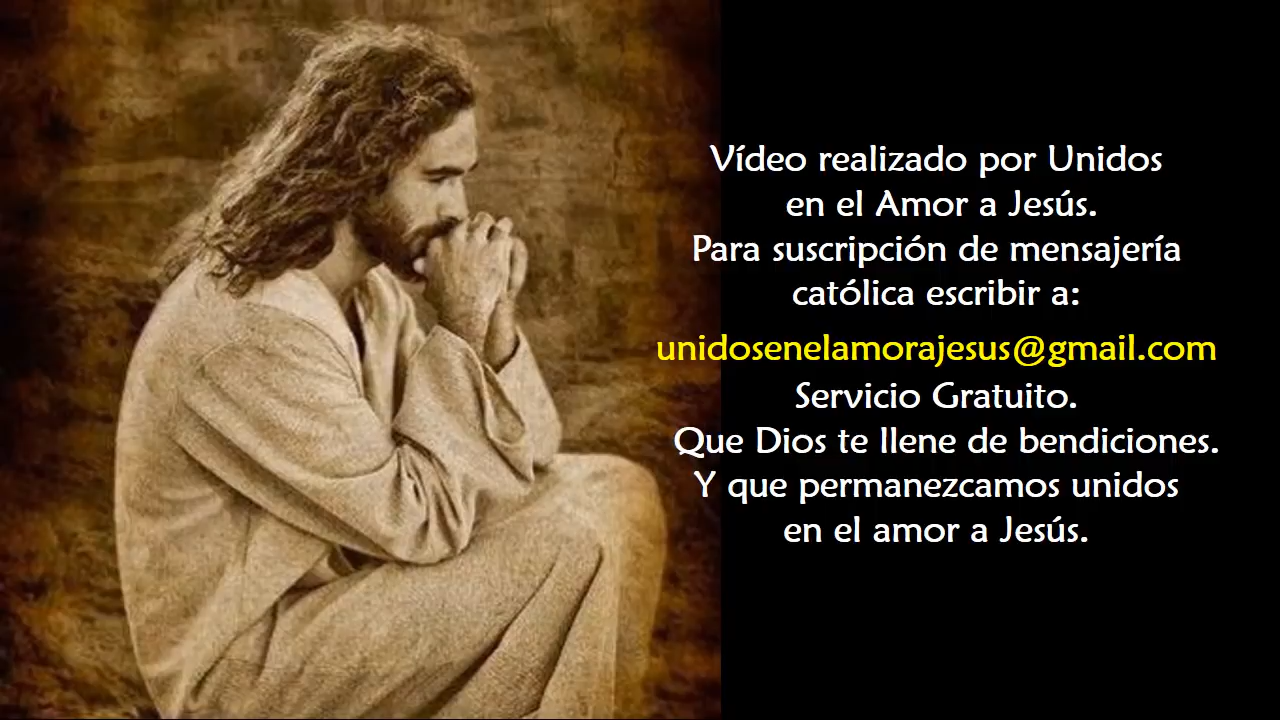 Vídeo realizado por Unidos
en el Amor a Jesús.
Para suscripción de mensajería
católica escribir a:
unidosenelamorajesus@gmail.com
Servicio Gratuito.
Que Dios te llene de bendiciones.
Y que permanezcamos unidos
en el amor a Jesús.